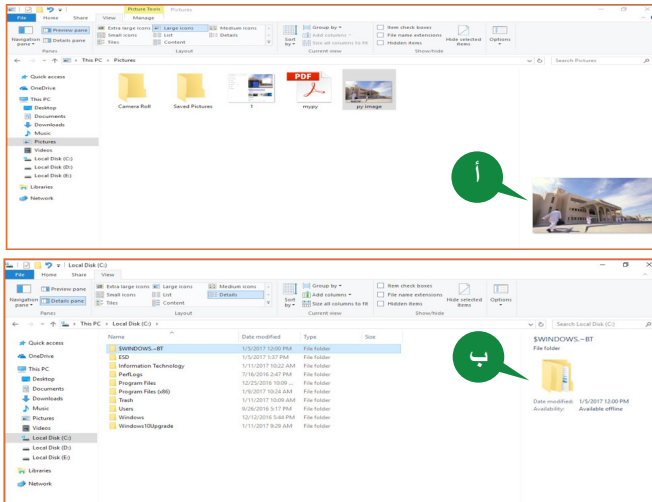 Picture Tools Pictures
File Home Share View Manage
Navigation pane
Preview pane
Details pane
Extra large icons Large icons Medium icons
Small icons List Details
Tiles Content
Sort by
Group by
Add columns
Size all columns to fit
Item check boxes
File name extensions
Hidden items
Hide selected items
Options
Panes Layout Current view Show/hide
This PC > Pictures
Search Pictures
Quick access
OneDrive
This PC
Desktop
Documents
Downloads
Music
Pictures
Videos
Local Disk (C:)
Local Disk (D:)
Local Disk (E:)
Libraries
Network
Camera Roll Saved Pictures 1 mypy py image
PDF
أ
Local Disk (C:)
File Home Share View
Navigation pane
Preview pane
Details pane
Extra large icons Large icons Medium icons
Small icons List Details
Tiles Content
Sort by
Group by
Add columns
Size all columns to fit
Item check boxes
File name extensions
Hidden items
Hide selected items
Options
Panes Layout Current view Show/hide
This PC > Local Disk (C:) >
Search Local Disk (C:)
Quick access
OneDrive
This PC
Desktop
Documents
Downloads
Music
Pictures
Videos
Local Disk (C:)
Local Disk (D:)
Local Disk (E:)
Libraries
Network
Name Date modified Type Size
$WINDOWS.~BT 1/5/2017 12:00 PM File folder
ESD 1/5/2017 1:37 PM File folder
Information Technology 1/11/2017 10:22 AM File folder
PerfLogs 7/16/2016 2:47 PM File folder
Program Files 12/25/2016 10:09 ... File folder
Program Files (x86) 1/9/2017 10:24 AM File folder
Trash 1/11/2017 10:09 AM File folder
Users 9/26/2016 5:17 PM File folder
Windows 12/12/2016 5:44 PM File folder
Windows10Upgrade 1/11/2017 9:29 AM File folder
ب
$WINDOWS.~BT
File folder
Date modified: 1/5/2017 12:00 PM
Availability: Available offline